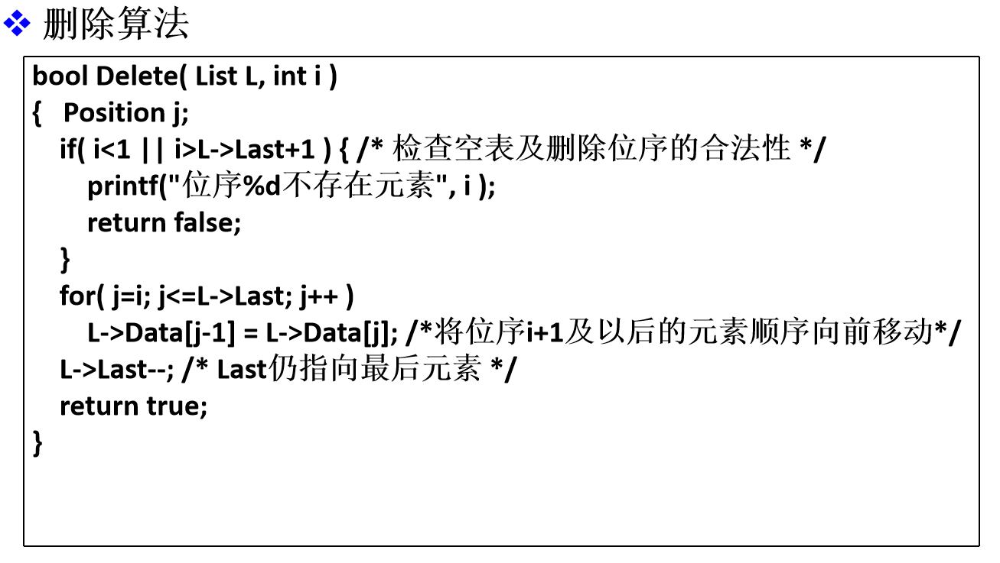 删除算法
bool Delete( List L, int i )
{ Position j;
if( i<1 || i>L->Last+1 ) { /* 检查空表及删除位序的合法性 */
printf("位序%d不存在元素", i );
return false;
}
for( j=i; j<=L->Last; j++ )
L->Data[j-1] = L->Data[j]; /*将位序i+1及以后的元素顺序向前移动*/
L->Last--; /* Last仍指向最后元素 */
return true;
}